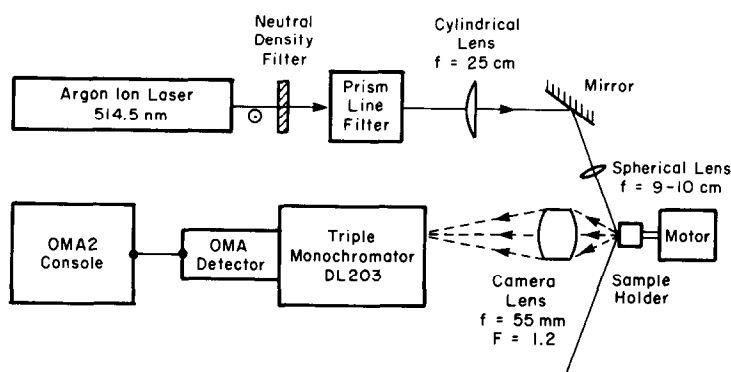 Neutral
Density
Filter
Cylindrical
Lens
f = 25 cm
Argon Ion Laser
514.5 nm
Prism
Line
Filter
Mirror
Spherical Lens
f = 9-10 cm
OMA2
Console
OMA
Detector
Triple
Monochromator
DL203
Camera
Lens
f = 55 mm
F = 1.2
Sample
Holder
Motor